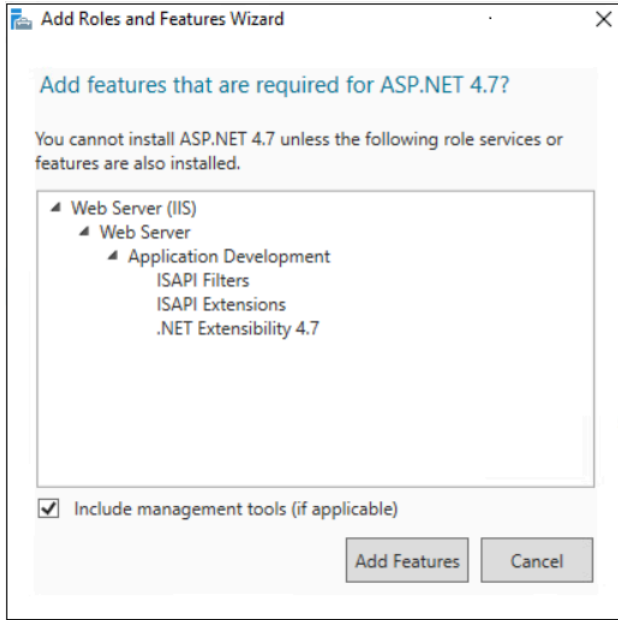 Add Roles and Features Wizard
Add features that are required for ASP.NET 4.7?
You cannot install ASP.NET 4.7 unless the following role services or
features are also installed.
Web Server (IIS)
Web Server
Application Development
ISAPI Filters
ISAPI Extensions
.NET Extensibility 4.7
Include management tools (if applicable)
Add Features
Cancel